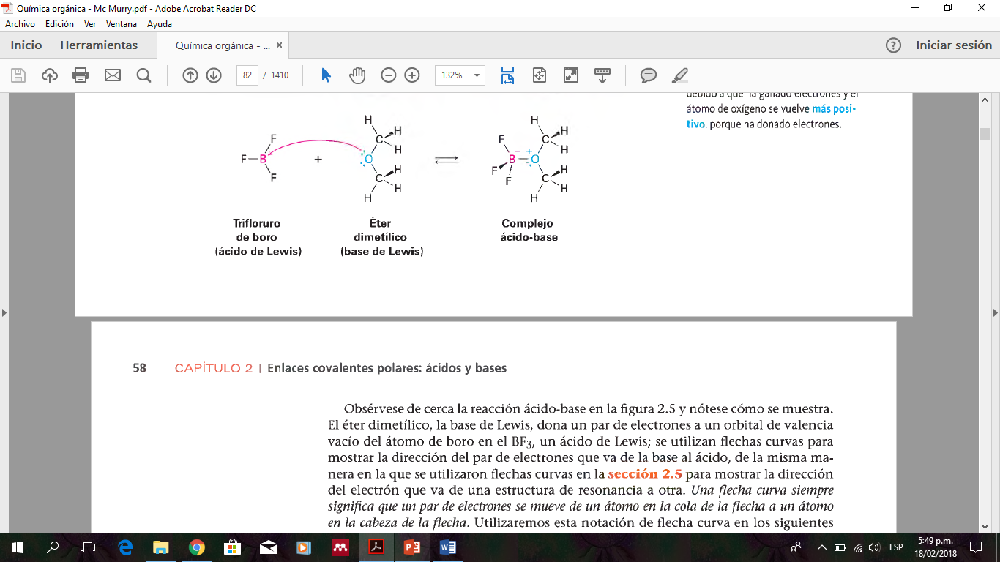 Química orgánica - Mc Murry.pdf - Adobe Acrobat Reader DC
Archivo Edición Ver Ventana Ayuda
Inicio Herramientas Química orgánica - ... × ? Iniciar sesión
82 / 1410 132%
debido a que ha ganado electrones y el
átomo de oxígeno se vuelve más posi-
tivo, porque ha donado electrones.
H H
F C H F C H
H H
F B + O B − + O
F H F H
C H F C H
H H
Trifloruro Éter Complejo
de boro dimetílico ácido-base
(ácido de Lewis) (base de Lewis)
58 CAPÍTULO 2 | Enlaces covalentes polares: ácidos y bases
Obsérvese de cerca la reacción ácido-base en la figura 2.5 y nótese cómo se muestra.
El éter dimetílico, la base de Lewis, dona un par de electrones a un orbital de valencia
vacío del átomo de boro en el BF₃, un ácido de Lewis; se utilizan flechas curvas para
mostrar la dirección del par de electrones que va de la base al ácido, de la misma ma-
nera en la que se utilizaron flechas curvas en la sección 2.5 para mostrar la dirección
del electrón que va de una estructura de resonancia a otra. Una flecha curva siempre
significa que un par de electrones se mueve de un átomo en la cola de la flecha a un átomo
en la cabeza de la flecha. Utilizaremos esta notación de flecha curva en los siguientes
ESP 5:49 p.m.
18/02/2018